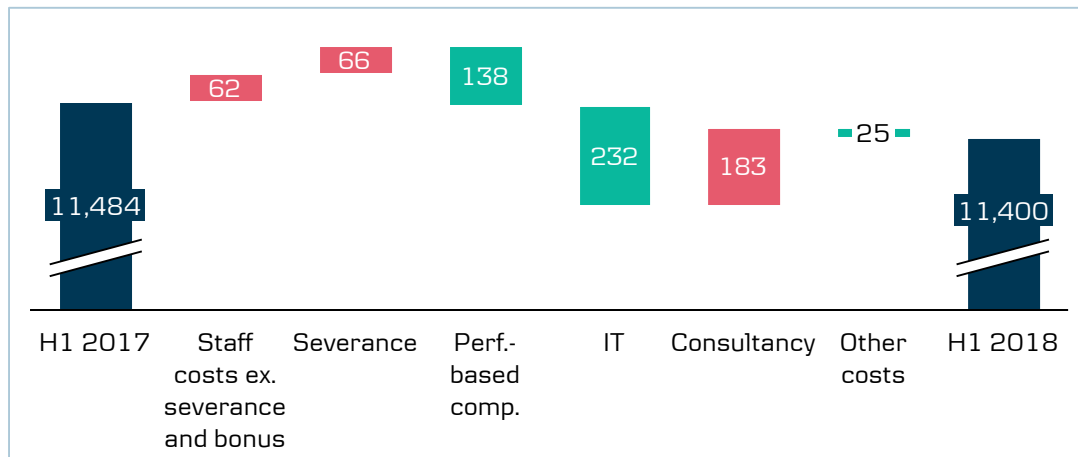 62
66
138
232
183
25
11,484
11,400
H1 2017
Staff
costs ex.
severance
and bonus
Severance
Perf.-
based
comp.
IT
Consultancy
Other
costs
H1 2018